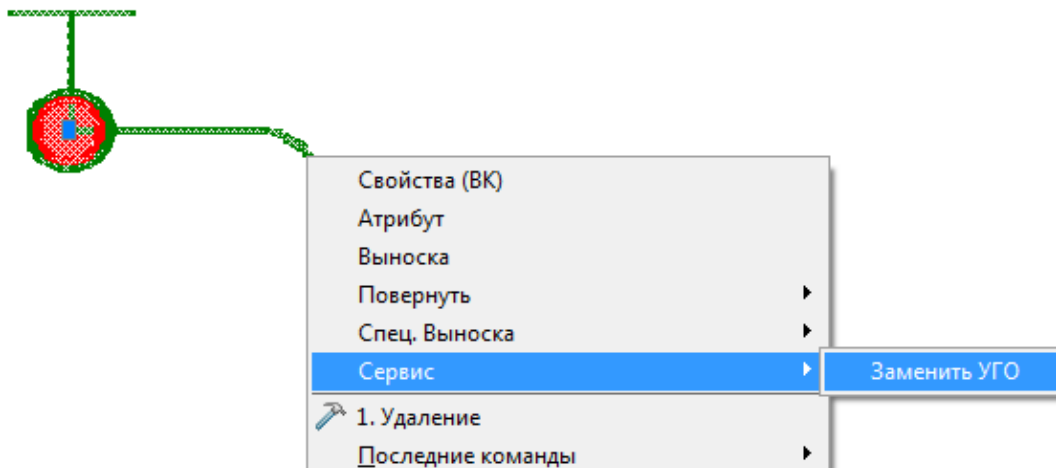 Свойства (ВК)
Атрибут
Выноска
Повернуть
Спец. Выноска
Сервис
Заменить УГО
1. Удаление
Последние команды